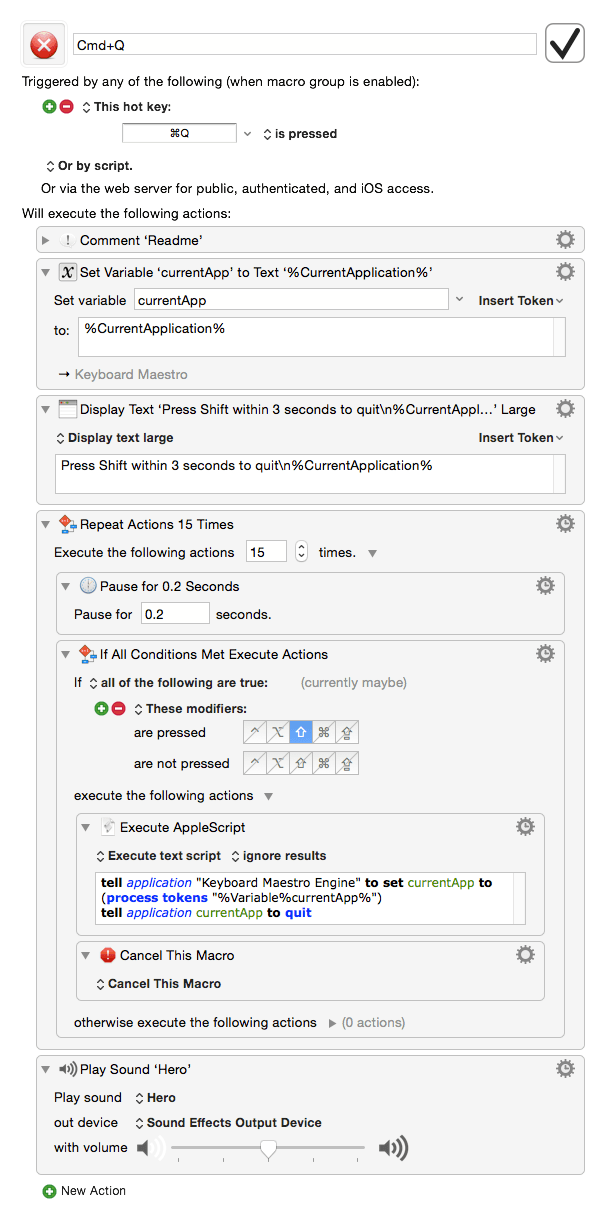 Cmd+Q
Triggered by any of the following (when macro group is enabled):
This hot key:
⌘Q
is pressed
Or by script.
Or via the web server for public, authenticated, and iOS access.
Will execute the following actions:
Comment ‘Readme’
Set Variable ‘currentApp’ to Text ‘%CurrentApplication%’
Set variable currentApp Insert Token
to: %CurrentApplication%
→ Keyboard Maestro
Display Text ‘Press Shift within 3 seconds to quit\n%CurrentAppl…’ Large
Display text large Insert Token
Press Shift within 3 seconds to quit\n%CurrentApplication%
Repeat Actions 15 Times
Execute the following actions 15 times.
Pause for 0.2 Seconds
Pause for 0.2 seconds.
If All Conditions Met Execute Actions
If all of the following are true: (currently maybe)
These modifiers:
are pressed
are not pressed
execute the following actions
Execute AppleScript
Execute text script ignore results
tell application "Keyboard Maestro Engine" to set currentApp to
(process tokens "%Variable%currentApp%")
tell application currentApp to quit
Cancel This Macro
Cancel This Macro
otherwise execute the following actions (0 actions)
Play Sound ‘Hero’
Play sound Hero
out device Sound Effects Output Device
with volume
New Action